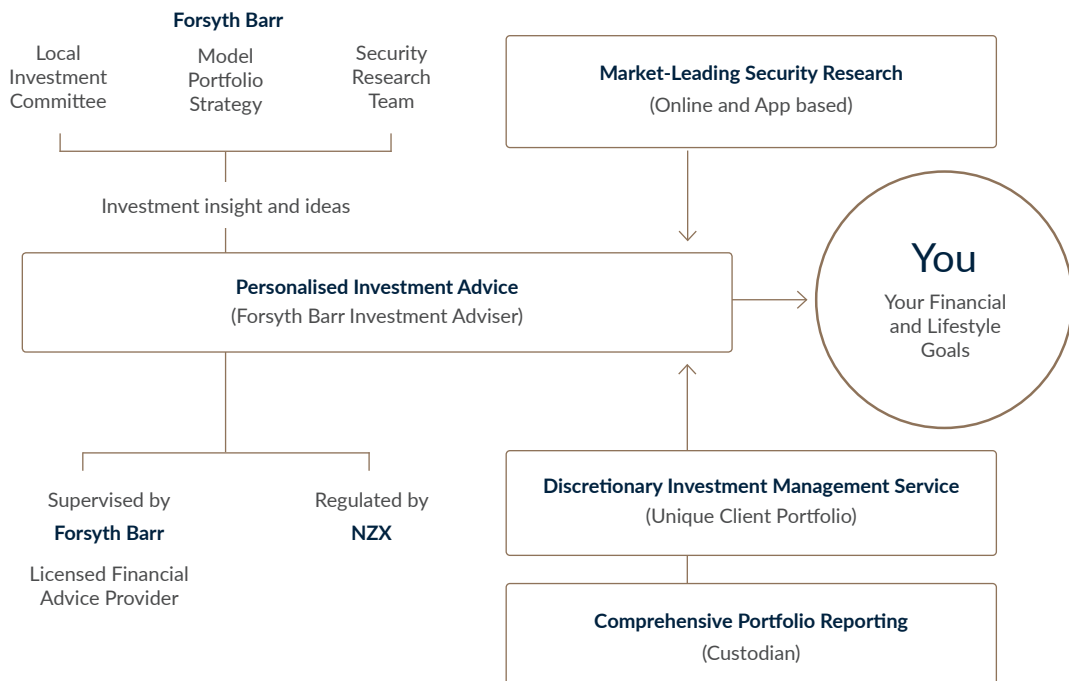 Forsyth Barr
Local
Investment
Committee
Model
Portfolio
Strategy
Security
Research
Team
Investment insight and ideas
Market-Leading Security Research
(Online and App based)
Personalised Investment Advice
(Forsyth Barr Investment Adviser)
You
Your Financial
and Lifestyle
Goals
Supervised by
Forsyth Barr
Licensed Financial
Advice Provider
Regulated by
NZX
Discretionary Investment Management Service
(Unique Client Portfolio)
Comprehensive Portfolio Reporting
(Custodian)